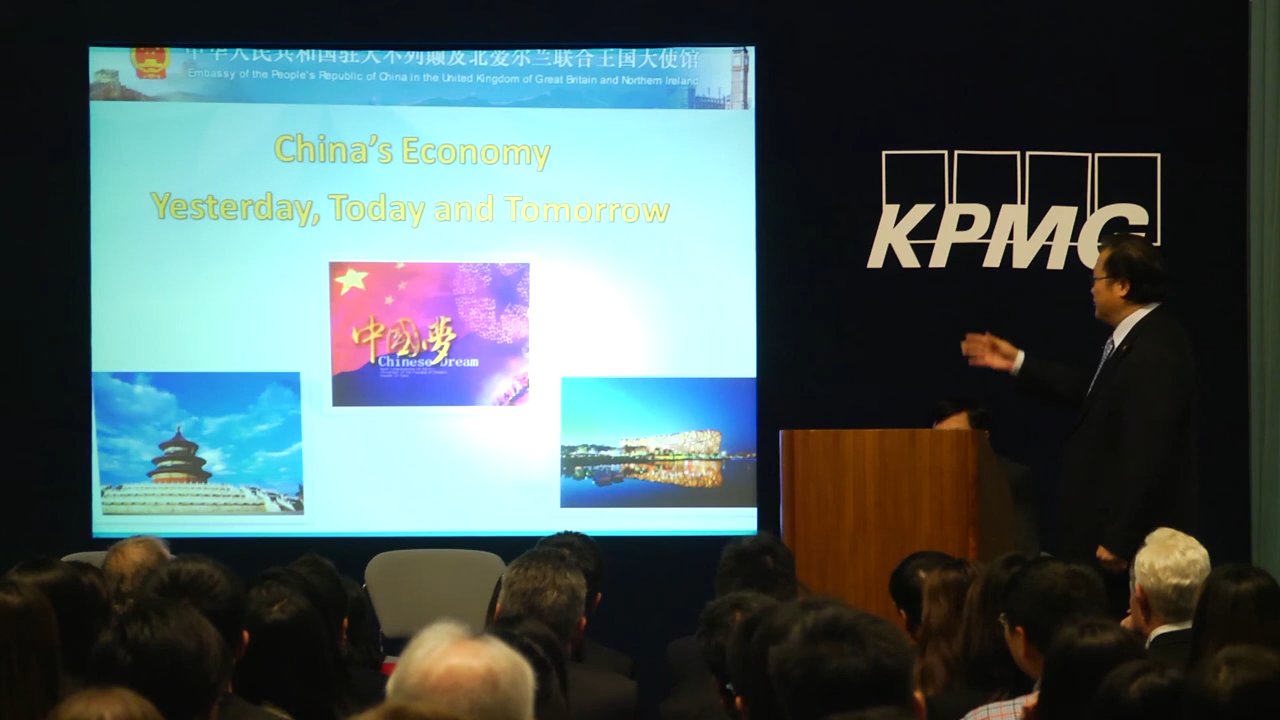 中华人民共和国驻大不列颠及北爱尔兰联合王国大使馆
Embassy of the People's Republic of China in the United Kingdom of Great Britain and Northern Ireland
China's Economy
Yesterday, Today and Tomorrow
中国梦
Chinese Dream
KPMG